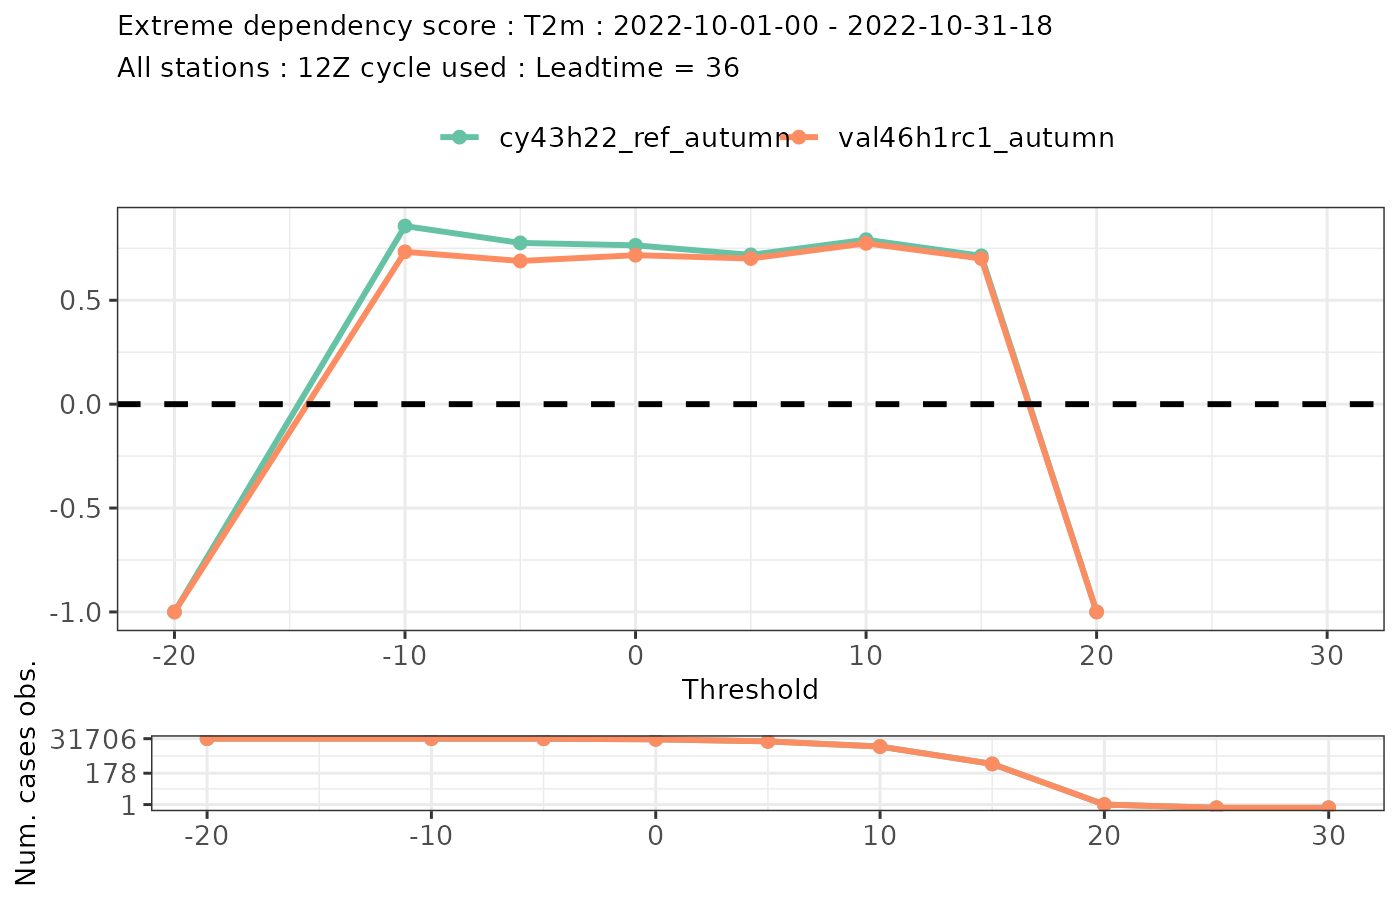 Extreme dependency score : T2m : 2022-10-01-00 - 2022-10-31-18
All stations : 12Z cycle used : Leadtime = 36
cy43h22_ref_autumn val46h1rc1_autumn
0.5
0.0
-0.5
-1.0
-20 -10 0 10 20 30
Threshold
Num. cases obs.
31706
178
1
-20 -10 0 10 20 30